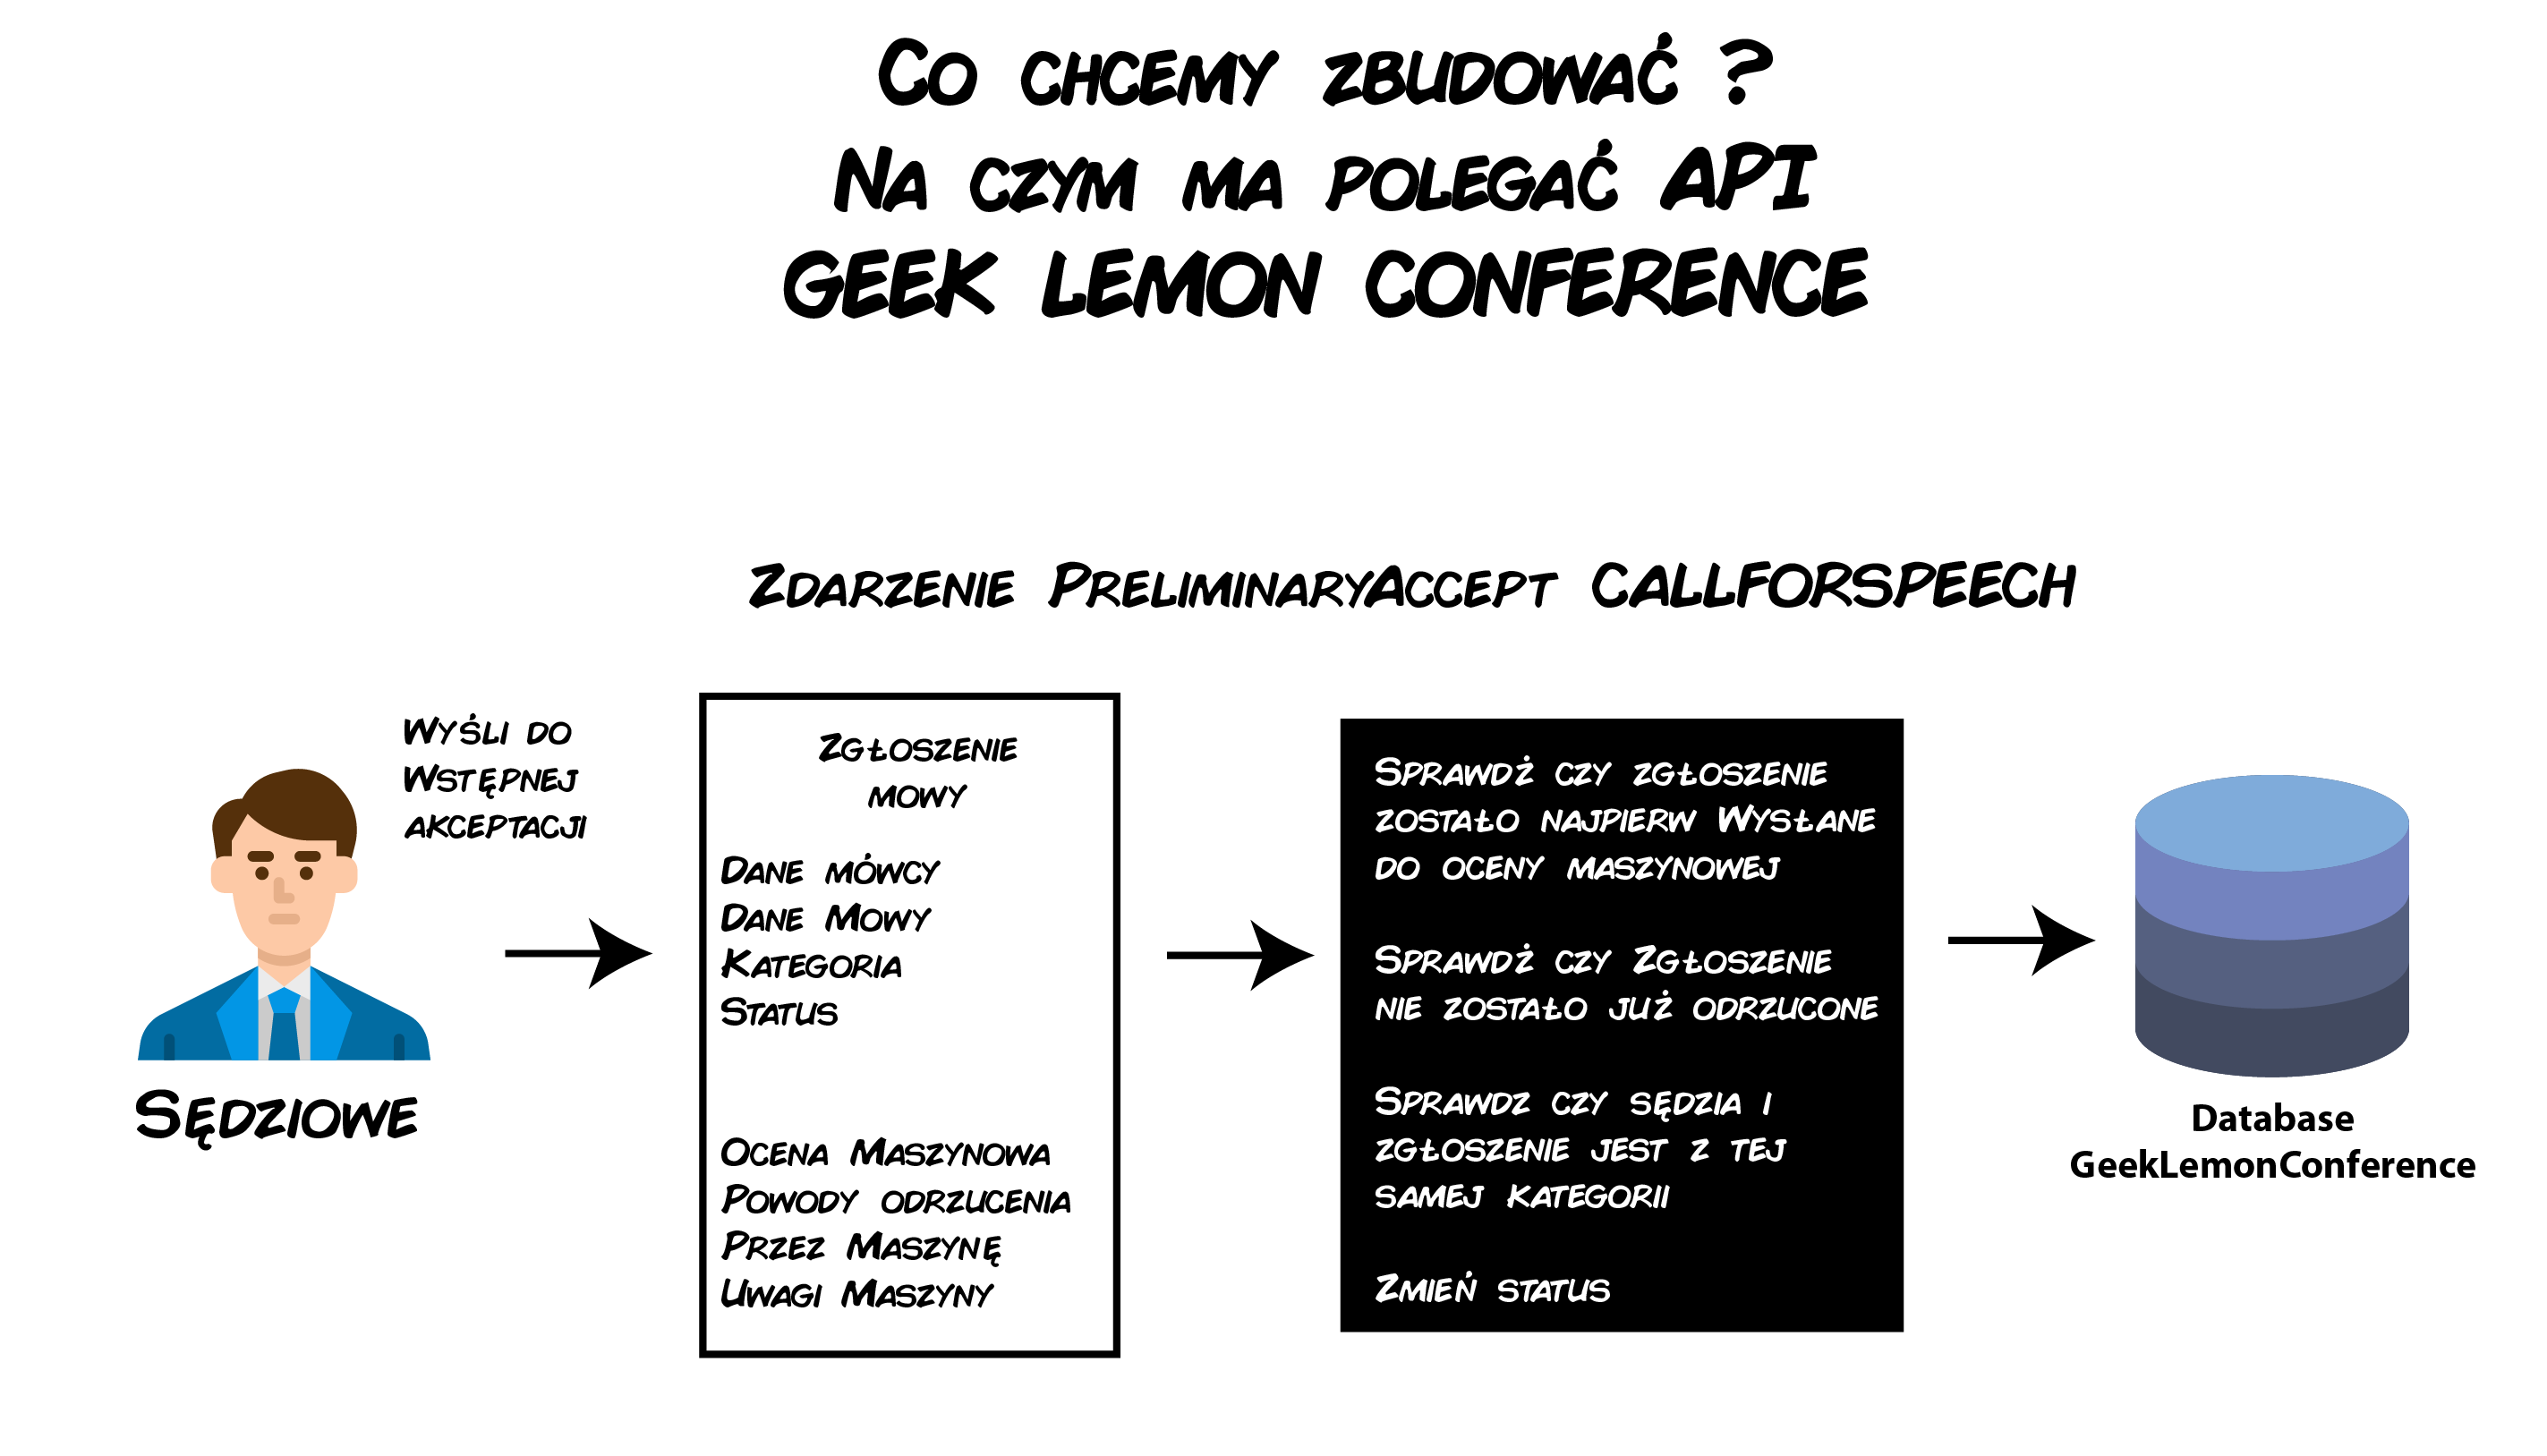 Co chcemy zbudować ?
Na czym ma polegać API
GEEK LEMON CONFERENCE
Zdarzenie PreliminaryAccept CALLFORSPEECH
Wyśli do
Wstępnej
akceptacji
Sędziowe
Zgłoszenie
mowy
Dane mówcy
Dane Mowy
Kategoria
Status
Ocena Maszynowa
Powody odrzucenia
Przez Maszynę
Uwagi Maszyny
Sprawdź czy zgłoszenie
zostało najpierw Wysłane
do oceny maszynowej
Sprawdź czy Zgłoszenie
nie zostało już odrzucone
Sprawdz czy sędzia i
zgłoszenie jest z tej
samej kategorii
Zmień status
Database
GeekLemonConference